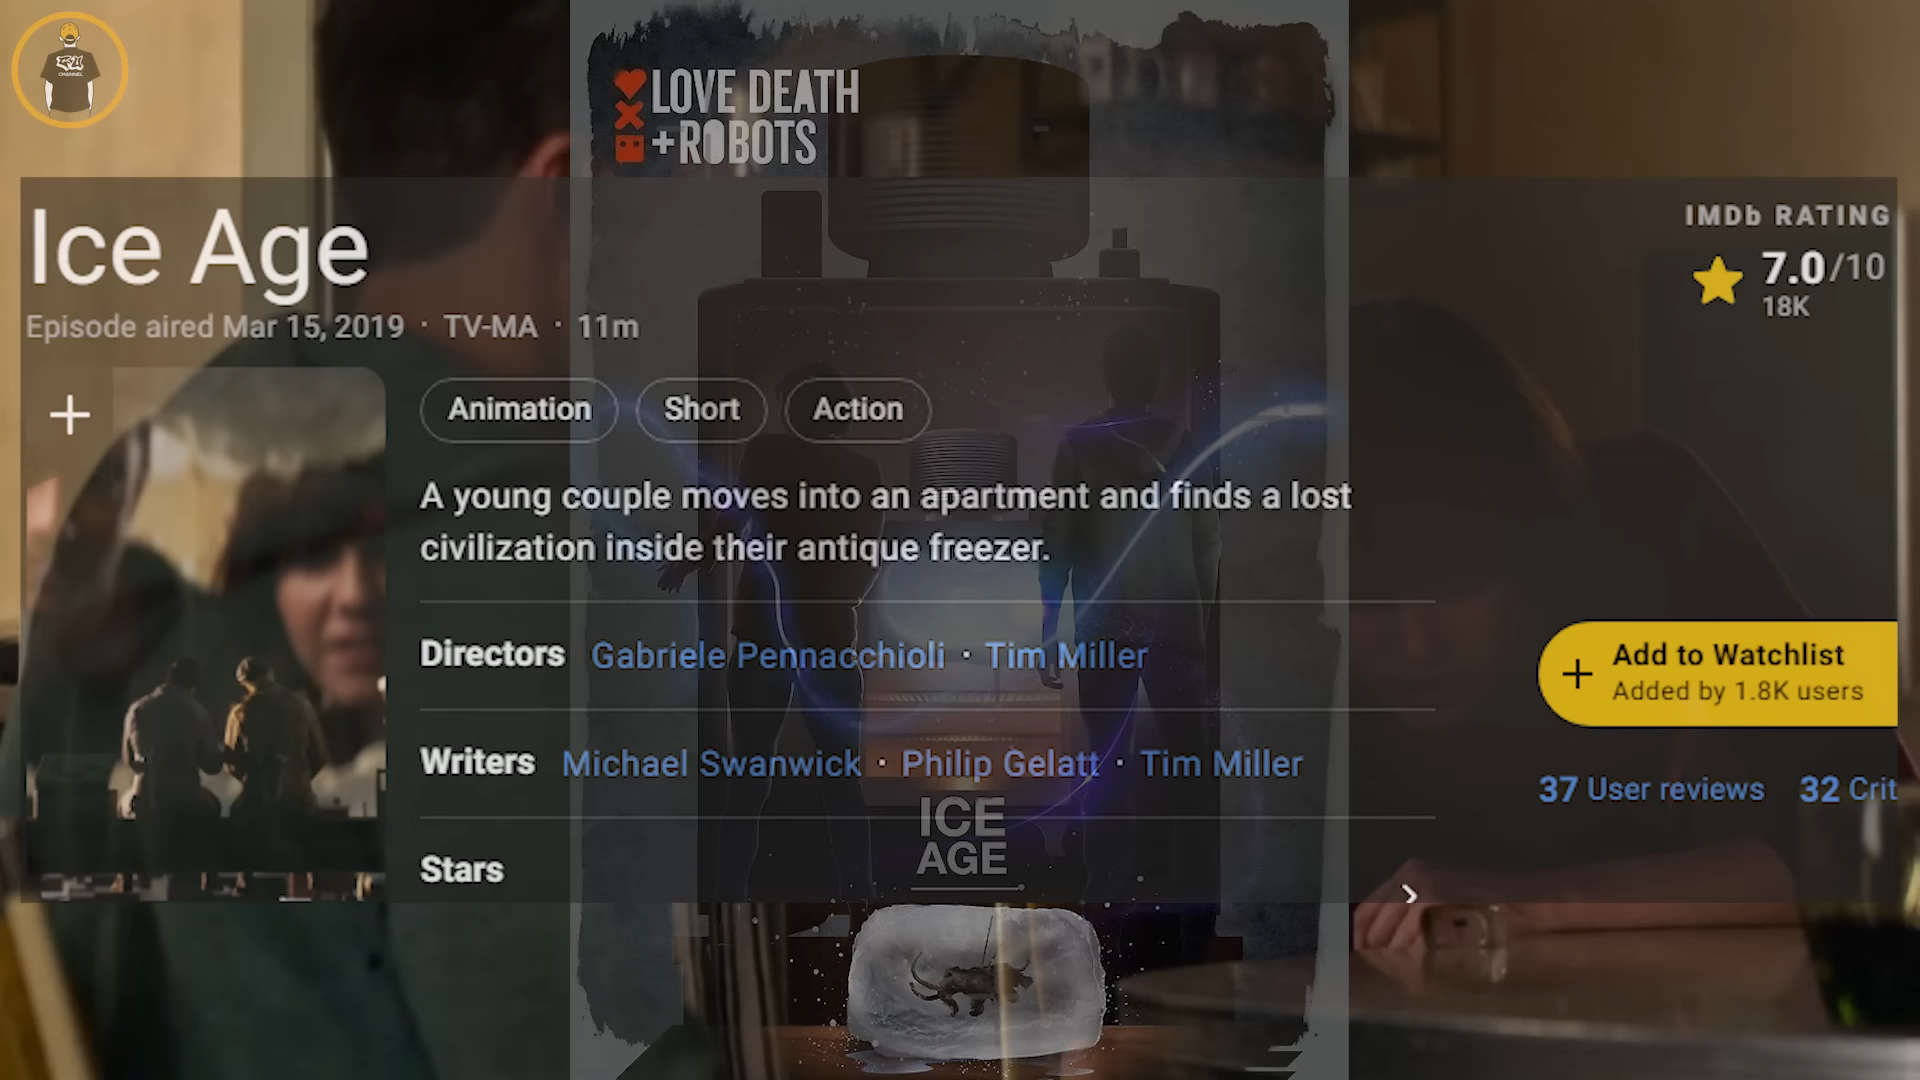 CHANNEL
LOVE DEATH
+ROBOTS
Ice Age
Episode aired Mar 15, 2019 · TV-MA · 11m
IMDb RATING
7.0/10
18K
Animation
Short
Action
A young couple moves into an apartment and finds a lost
civilization inside their antique freezer.
Directors Gabriele Pennacchioli · Tim Miller
Add to Watchlist
Added by 1.8K users
Writers Michael Swanwick · Philip Gelatt · Tim Miller
37 User reviews 32 Crit
ICE
AGE
Stars